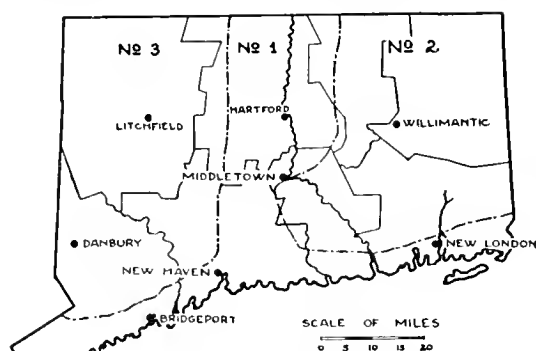 No 3
No 1
No 2
LITCHFIELD
HARTFORD
WILLIMANTIC
MIDDLETOWN
DANBURY
NEW LONDON
NEW HAVEN
BRIDGEPORT
SCALE OF MILES
0 5 10 15 20